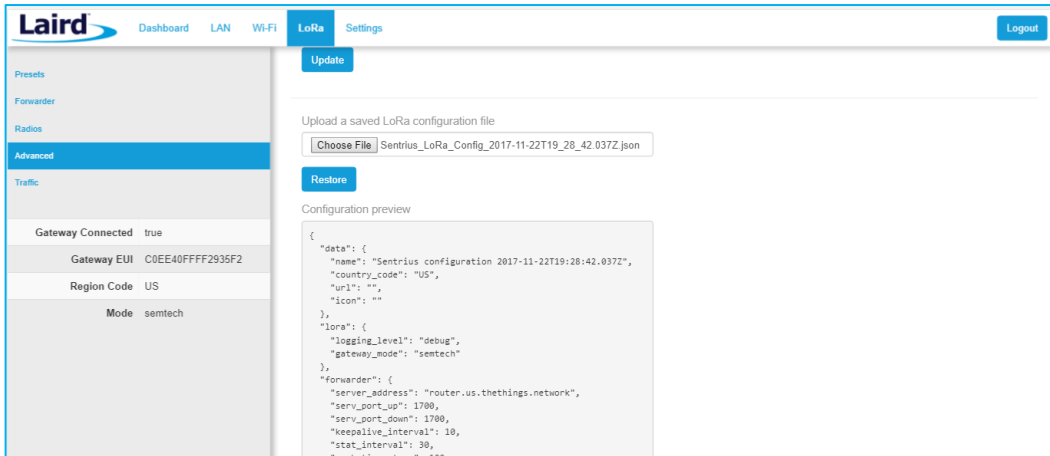 Laird
Dashboard LAN Wi-Fi LoRa Settings Logout
Presets
Forwarder
Radios
Advanced
Traffic
Gateway Connected true
Gateway EUI C0EE40FFFF2935F2
Region Code US
Mode semtech
Update
Upload a saved LoRa configuration file
Choose File Sentrius_LoRa_Config_2017-11-22T19_28_42.037Z.json
Restore
Configuration preview
{
"data": {
"name": "Sentrius configuration 2017-11-22T19:28:42.037Z",
"country_code": "US",
"url": "",
"icon": ""
},
"lora": {
"logging_level": "debug",
"gateway_mode": "semtech"
},
"forwarder": {
"server_address": "router.us.thethings.network",
"serv_port_up": 1700,
"serv_port_down": 1700,
"keepalive_interval": 10,
"stat_interval": 30,